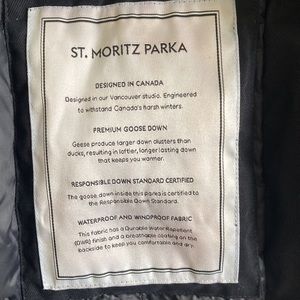 ST. MORITZ PARKA
DESIGNED IN CANADA
Designed in our Vancouver studio. Engineered
to withstand Canada's harsh winters.
PREMIUM GOOSE DOWN
Geese produce larger down clusters than
ducks, resulting in loftier, longer lasting down
that keeps you warmer.
RESPONSIBLE DOWN STANDARD CERTIFIED
The goose down inside this parka is certified to
the Responsible Down Standard.
WATERPROOF AND WINDPROOF FABRIC
This fabric has a Durable Water Repellent
(DWR) finish and a breathable coating on the
backside to keep you comfortable and dry.